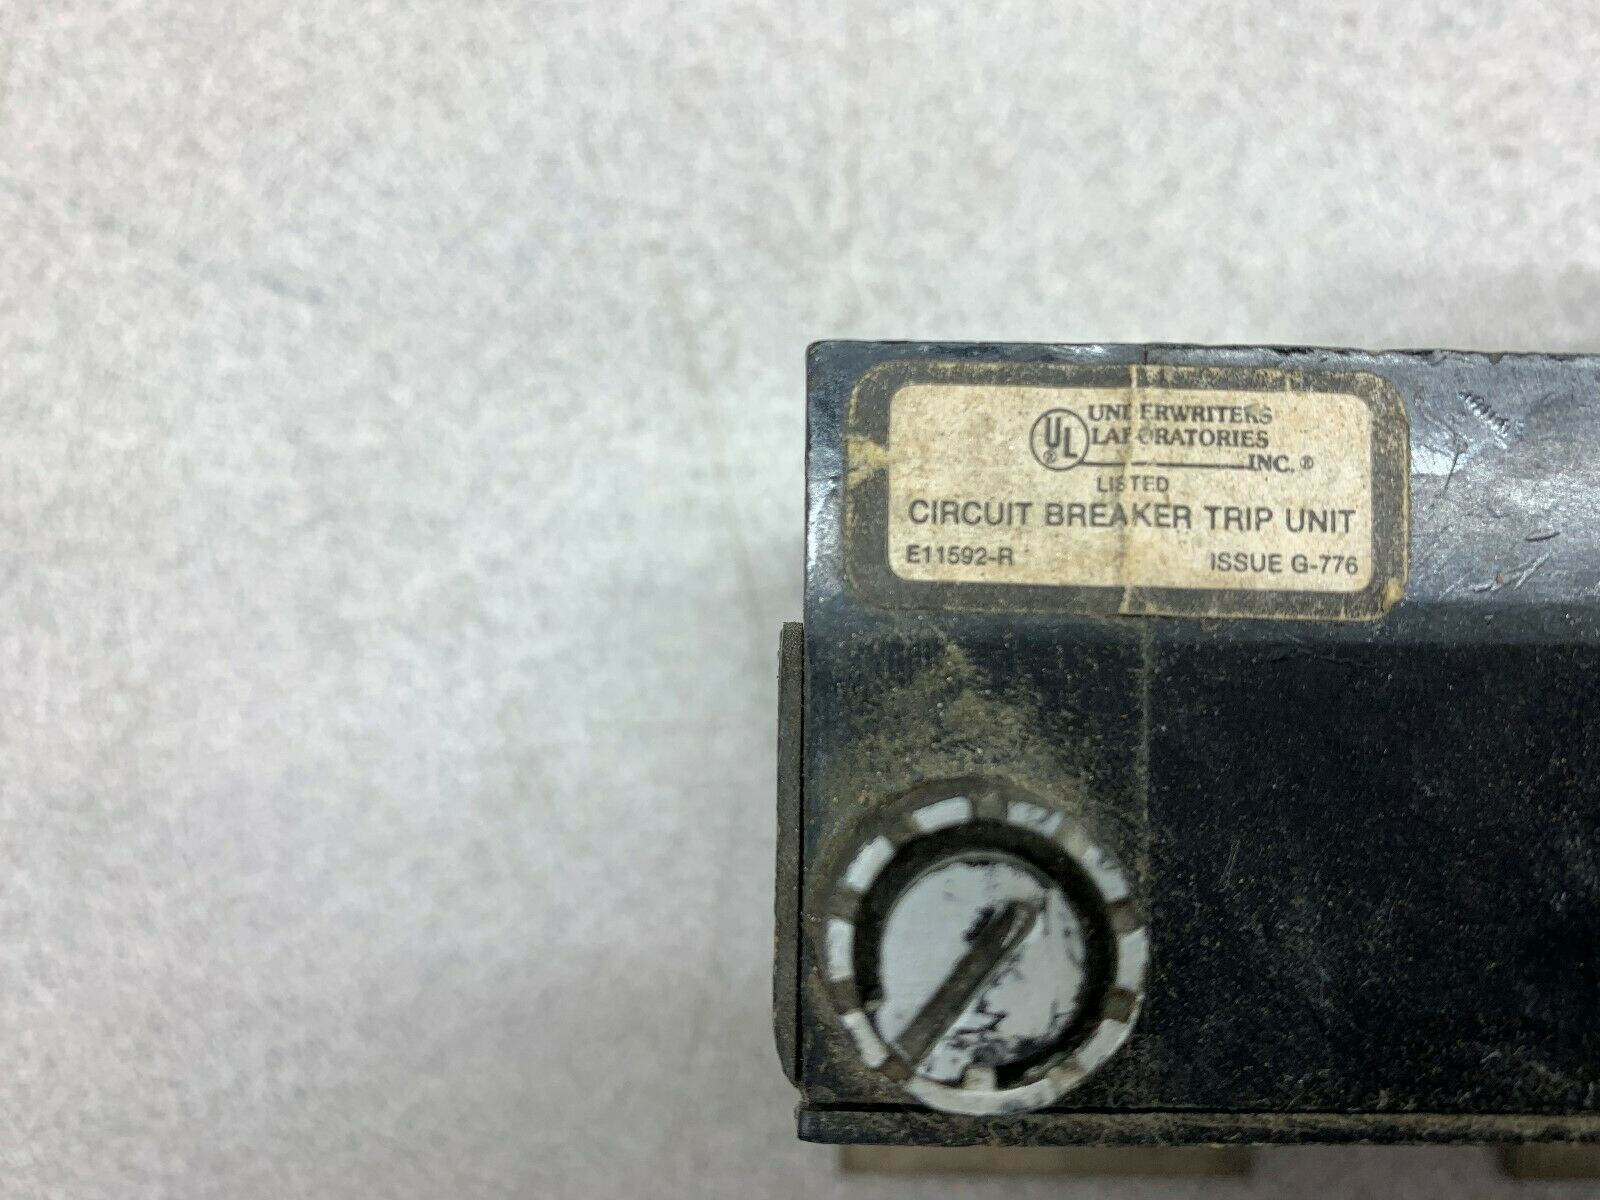 UL ® UNDERWRITERS
LABORATORIES
INC. ®
LISTED
CIRCUIT BREAKER TRIP UNIT
E11592-R ISSUE G-776